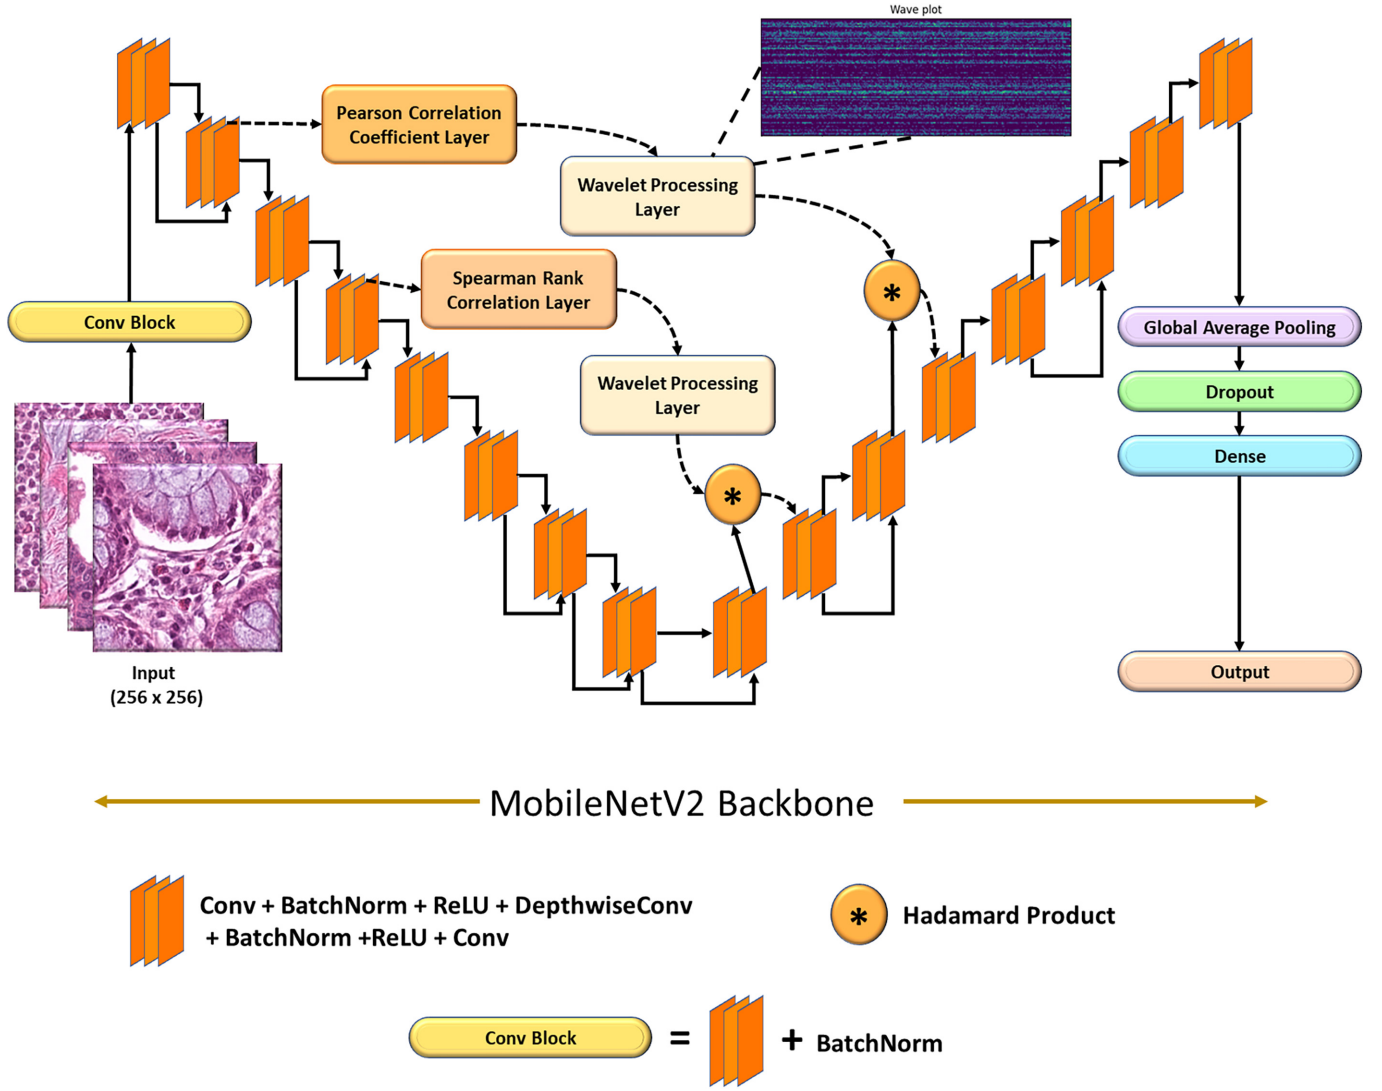 Wave plot
Pearson Correlation
Coefficient Layer
Wavelet Processing
Layer
Spearman Rank
Correlation Layer
*
Conv Block
Global Average Pooling
Wavelet Processing
Layer
Dropout
Dense
*
Input
(256 x 256)
Output
MobileNetV2 Backbone
Conv + BatchNorm + ReLU + DepthwiseConv
+ BatchNorm +ReLU + Conv
*
Hadamard Product
Conv Block = + BatchNorm